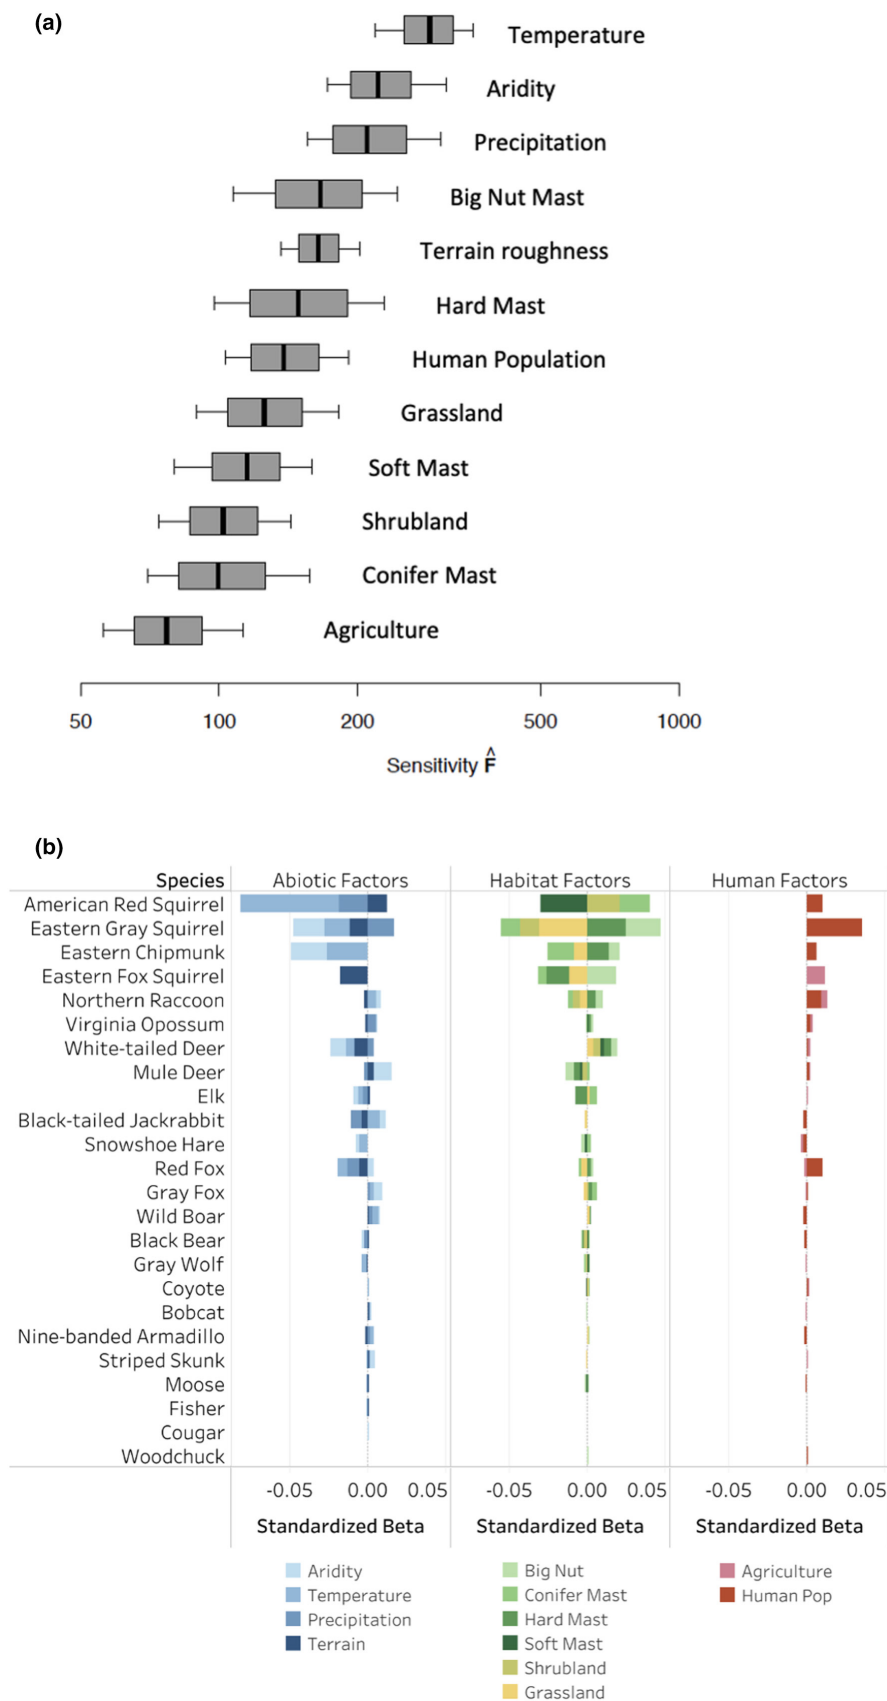 (a)
Temperature
Aridity
Precipitation
Big Nut Mast
Terrain roughness
Hard Mast
Human Population
Grassland
Soft Mast
Shrubland
Conifer Mast
Agriculture
50 100 200 500 1000
Sensitivity F̂
(b)
Species Abiotic Factors Habitat Factors Human Factors
American Red Squirrel
Eastern Gray Squirrel
Eastern Chipmunk
Eastern Fox Squirrel
Northern Raccoon
Virginia Opossum
White-tailed Deer
Mule Deer
Elk
Black-tailed Jackrabbit
Snowshoe Hare
Red Fox
Gray Fox
Wild Boar
Black Bear
Gray Wolf
Coyote
Bobcat
Nine-banded Armadillo
Striped Skunk
Moose
Fisher
Cougar
Woodchuck
-0.05 0.00 0.05 -0.05 0.00 0.05 -0.05 0.00 0.05
Standardized Beta Standardized Beta Standardized Beta
Aridity Big Nut Agriculture
Temperature Conifer Mast Human Pop
Precipitation Hard Mast
Terrain Soft Mast
Shrubland
Grassland